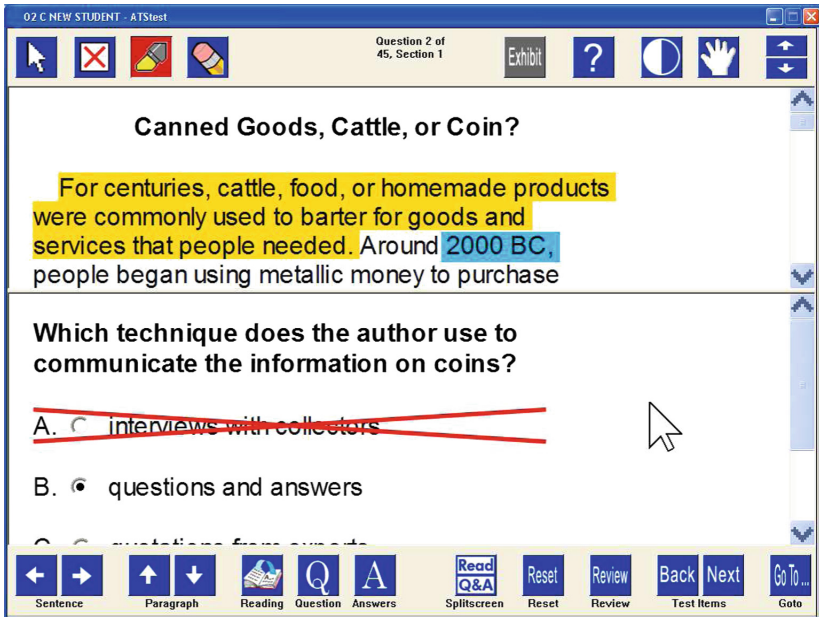 02 C NEW STUDENT - ATStest
Question 2 of
45, Section 1
Exhibit
?
Canned Goods, Cattle, or Coin?
For centuries, cattle, food, or homemade products
were commonly used to barter for goods and
services that people needed. Around 2000 BC,
people began using metallic money to purchase
Which technique does the author use to
communicate the information on coins?
A. interviews with collectors
B. questions and answers
C. quotations from experts
Read
Q&A
Q
A
Reset
Review
Back
Next
Go To ...
Sentence
Paragraph
Reading
Question
Answers
Splitscreen
Reset
Review
Test Items
Goto